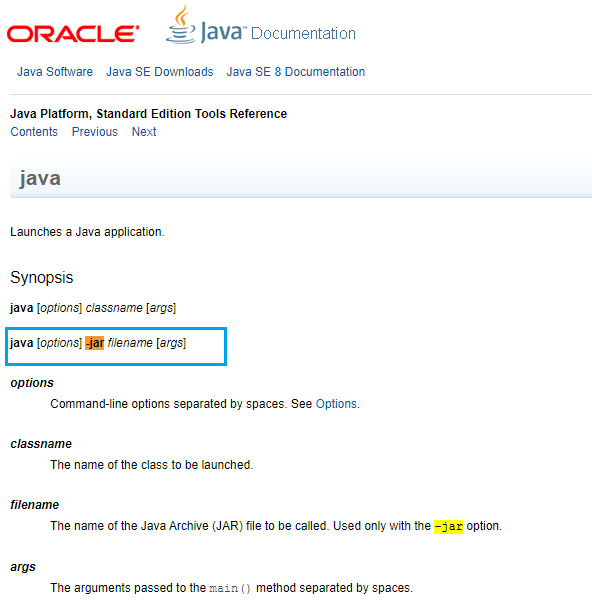 ORACLE Java Documentation
Java Software Java SE Downloads Java SE 8 Documentation
Java Platform, Standard Edition Tools Reference
Contents Previous Next
java
Launches a Java application.
Synopsis
java [options] classname [args]
java [options] -jar filename [args]
options
Command-line options separated by spaces. See Options.
classname
The name of the class to be launched.
filename
The name of the Java Archive (JAR) file to be called. Used only with the -jar option.
args
The arguments passed to the main() method separated by spaces.